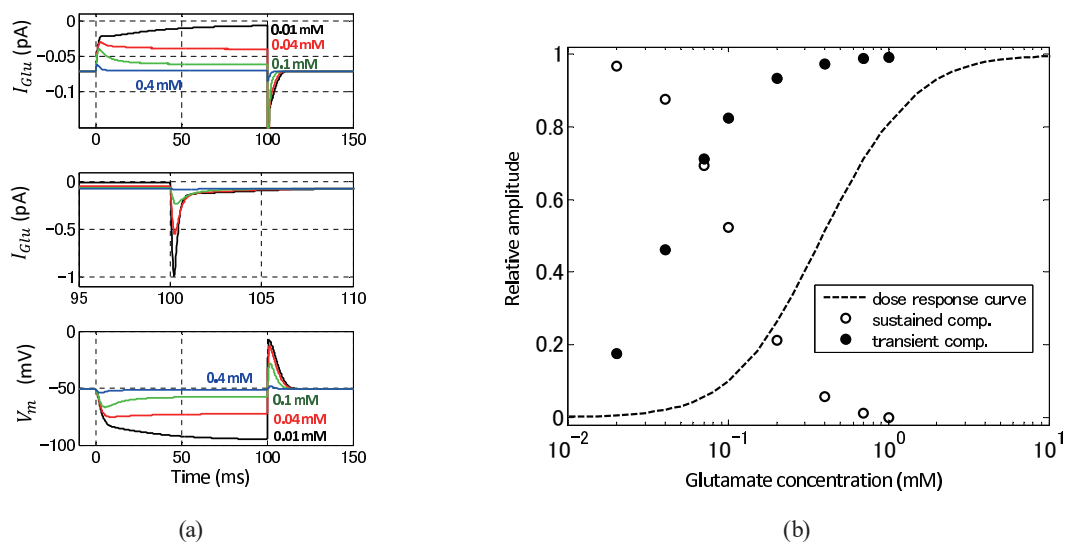 0
−0.05
−0.1
I_Glu (pA)
0.01 mM
0.04 mM
0.1 mM
0.4 mM
0 50 100 150
0
−0.5
−1
I_Glu (pA)
95 100 105 110
0
−50
−100
V_m (mV)
0.4 mM
0.1 mM
0.04 mM
0.01 mM
0 50 100 150
Time (ms)
(a)
1
0.8
0.6
0.4
0.2
0
Relative amplitude
dose response curve
sustained comp.
transient comp.
10⁻² 10⁻¹ 10⁰ 10¹
Glutamate concentration (mM)
(b)